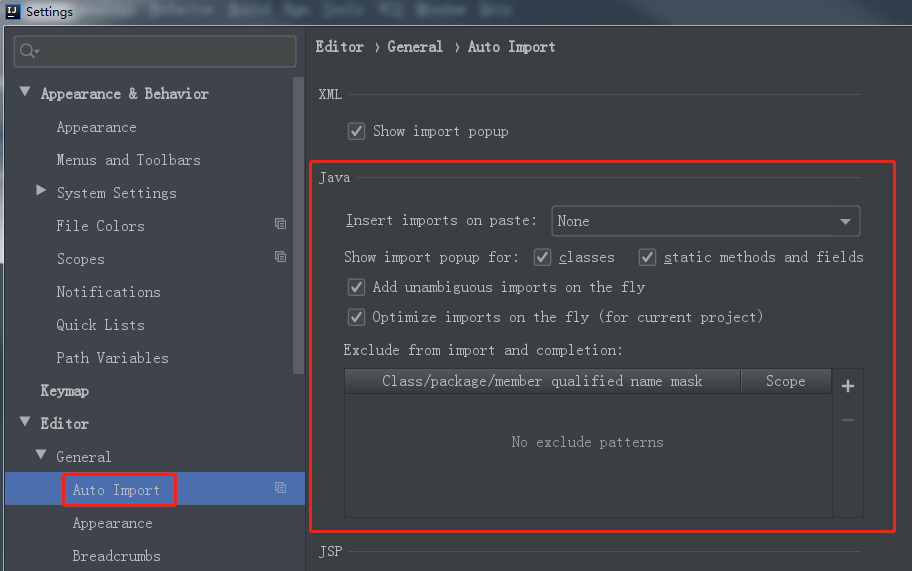 Settings
Editor › General › Auto Import
Appearance & Behavior
Appearance
Menus and Toolbars
System Settings
File Colors
Scopes
Notifications
Quick Lists
Path Variables
Keymap
Editor
General
Auto Import
Appearance
Breadcrumbs
XML
Show import popup
Java
Insert imports on paste: None
Show import popup for: classes static methods and fields
Add unambiguous imports on the fly
Optimize imports on the fly (for current project)
Exclude from import and completion:
Class/package/member qualified name mask Scope
No exclude patterns
JSP